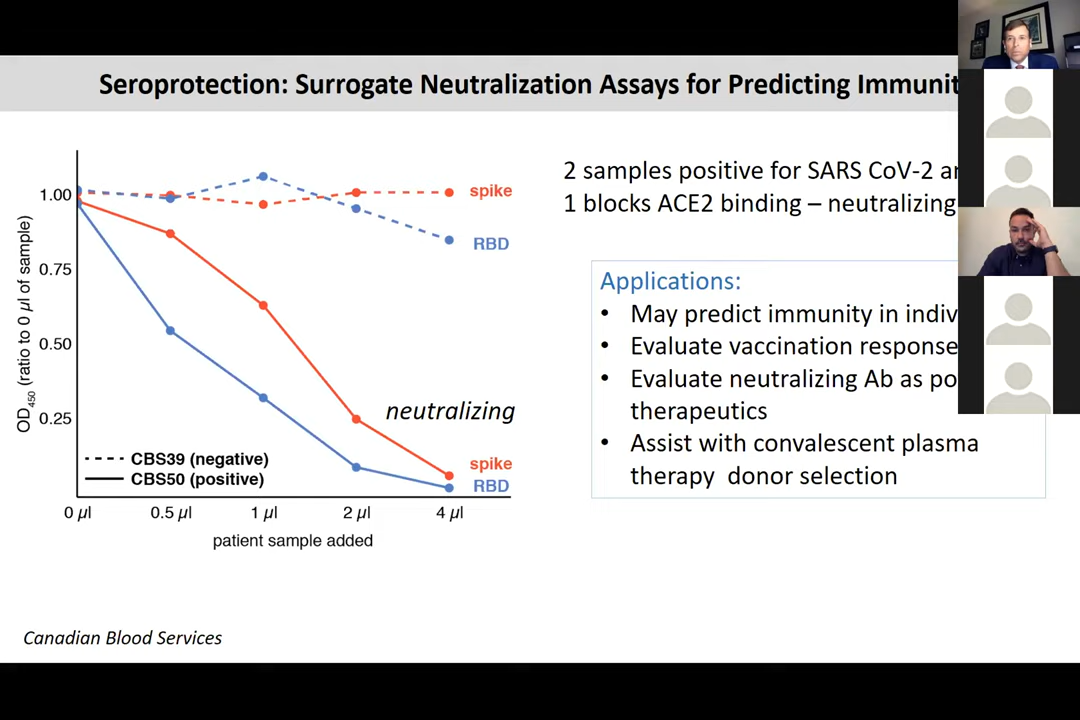 Seroprotection: Surrogate Neutralization Assays for Predicting Immunit
2 samples positive for SARS CoV-2 a
1 blocks ACE2 binding – neutralizing
1.00
0.75
0.50
0.25
OD450 (ratio to 0 µl of sample)
spike
RBD
neutralizing
spike
RBD
CBS39 (negative)
CBS50 (positive)
0 µl 0.5 µl 1 µl 2 µl 4 µl
patient sample added
Applications:
• May predict immunity in indiv
• Evaluate vaccination response
• Evaluate neutralizing Ab as po
therapeutics
• Assist with convalescent plasma
therapy donor selection
Canadian Blood Services